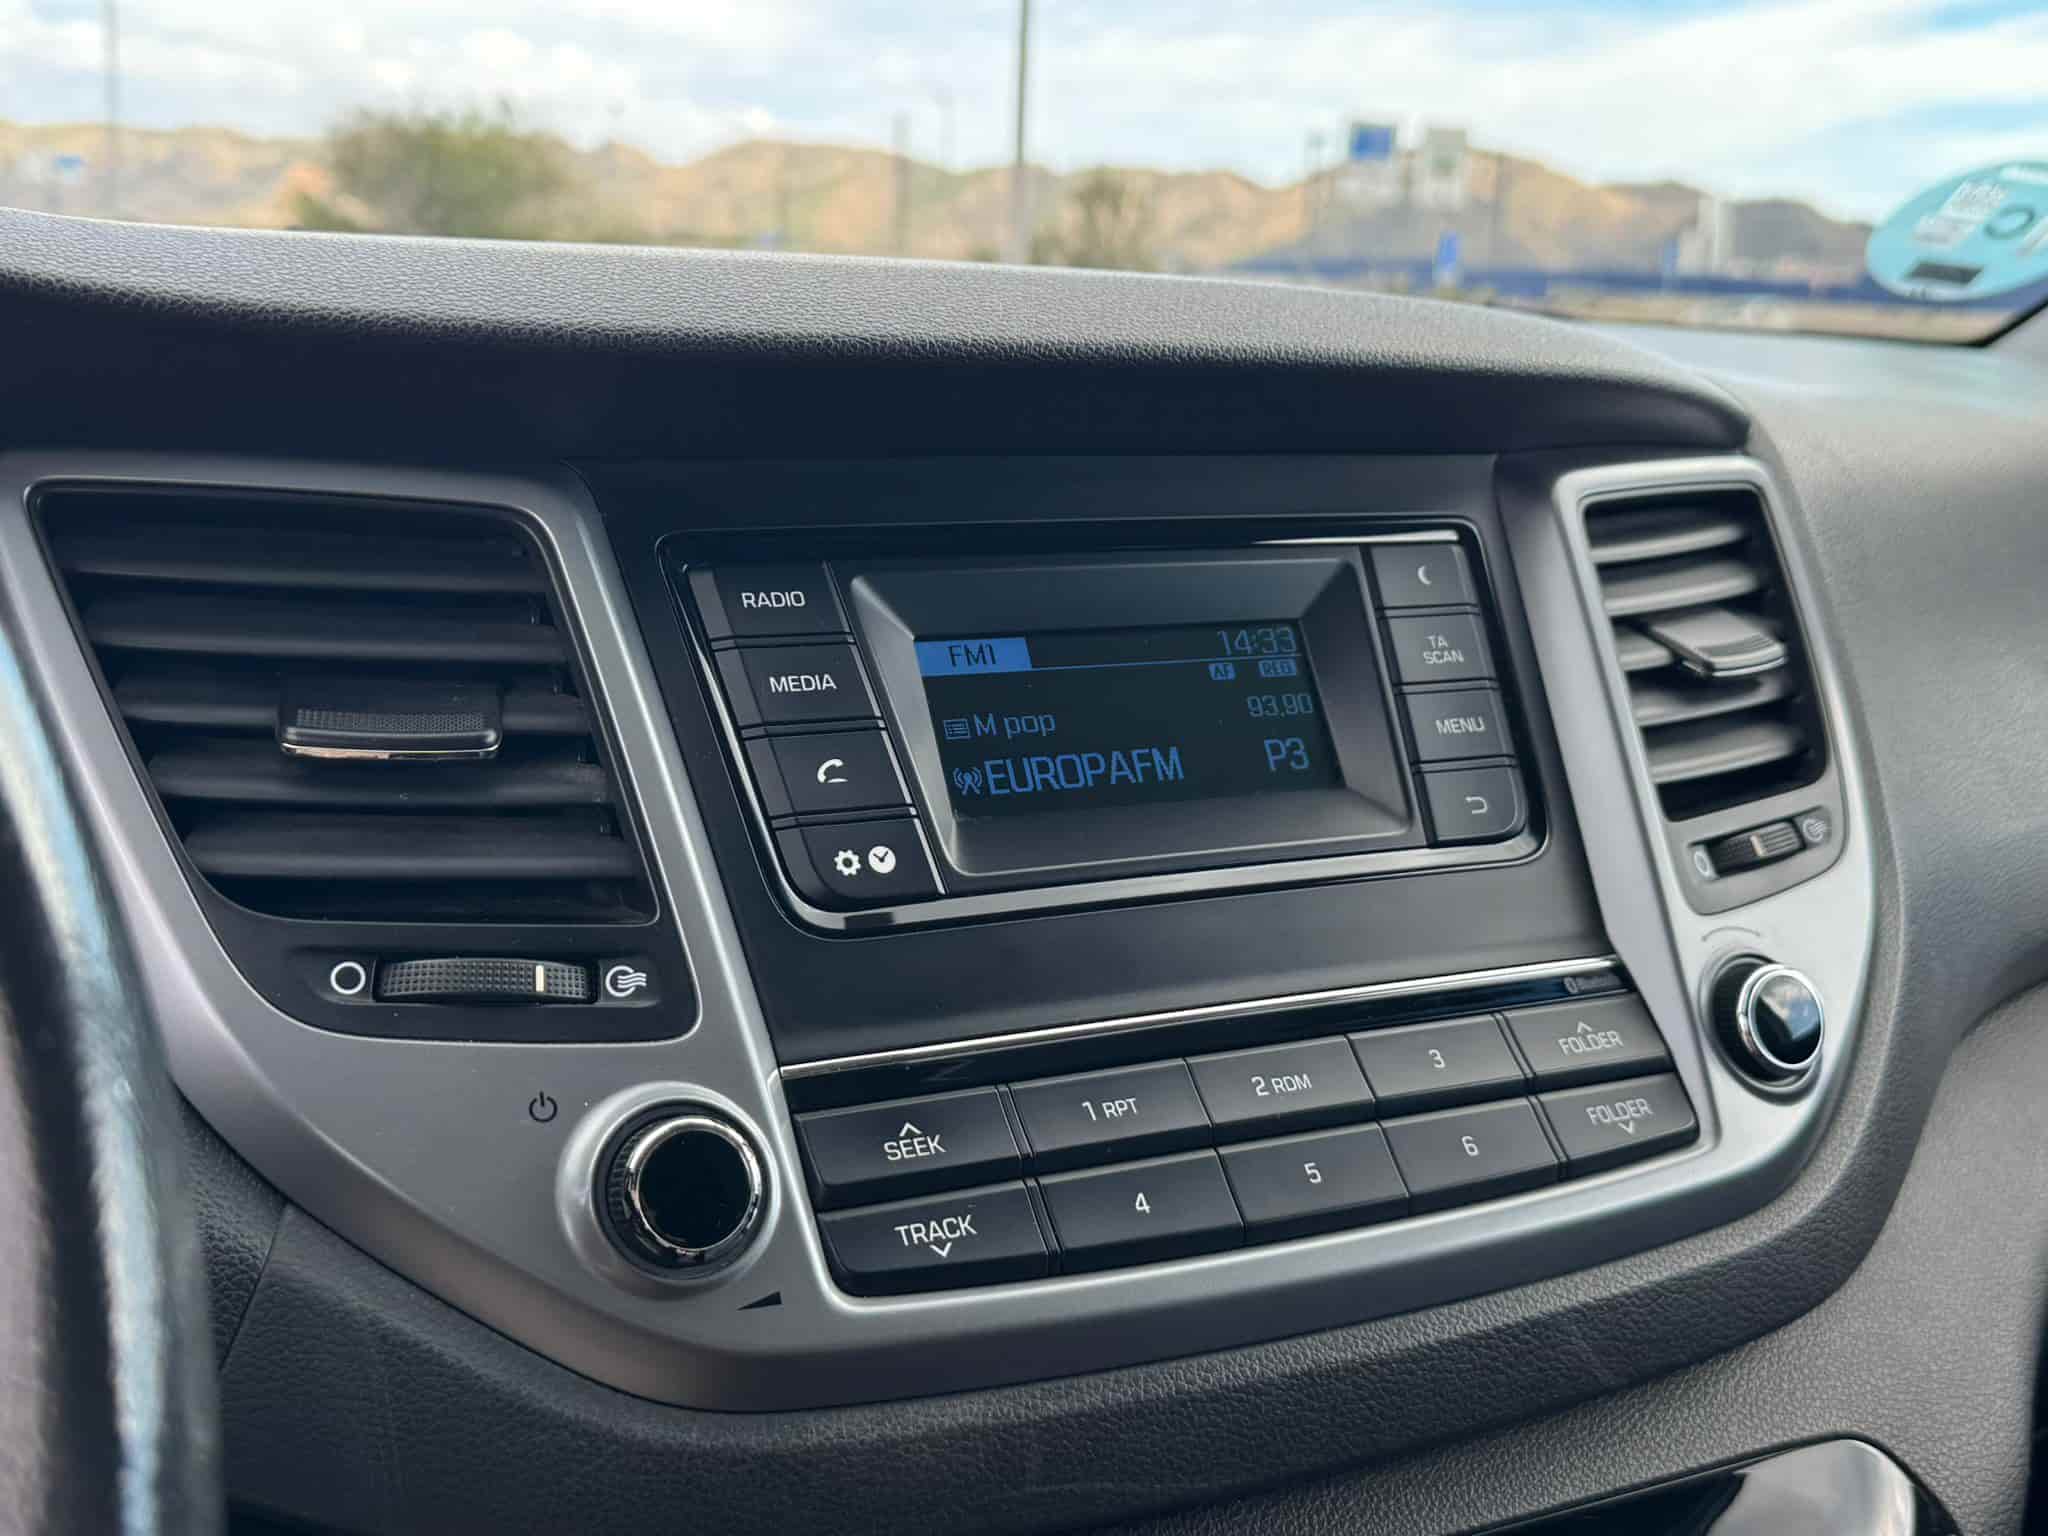 RADIO
MEDIA
FM1
14:33
AF REG
M pop
93.90
EUROPAFM
P3
TA
SCAN
MENU
Bluetooth
SEEK
1 RPT
2 RDM
3
FOLDER
TRACK
4
5
6
FOLDER